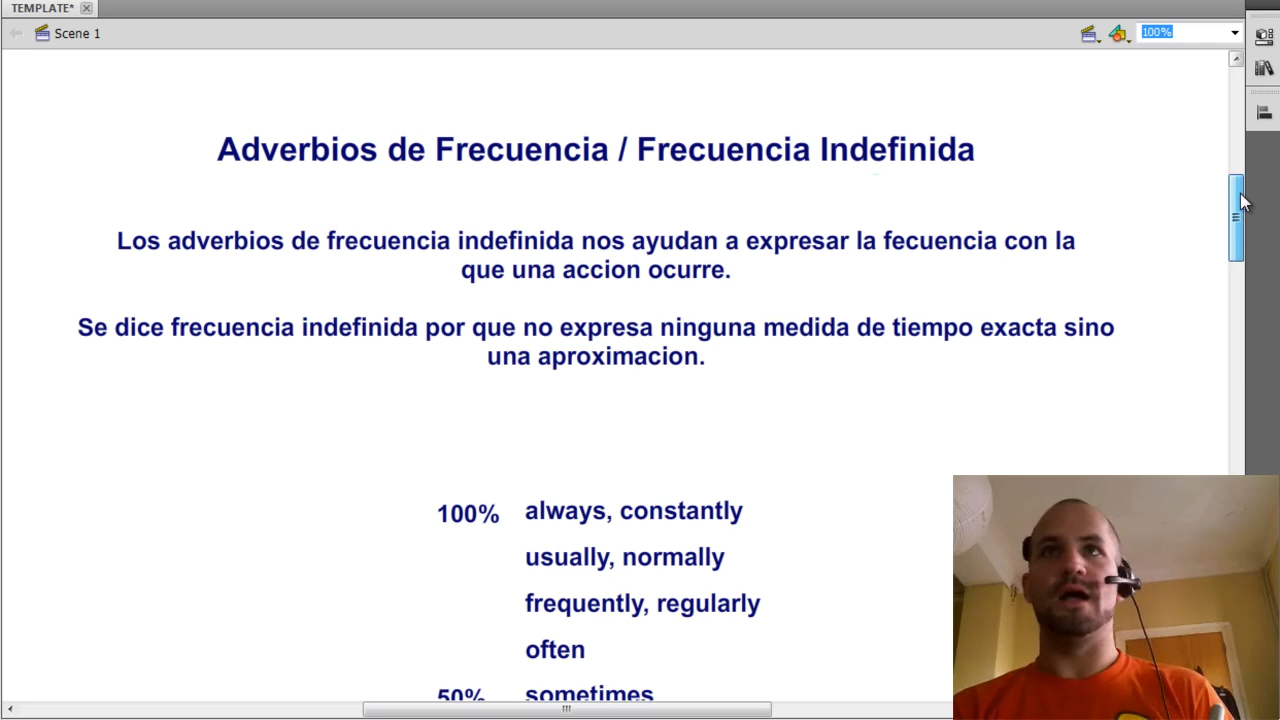 TEMPLATE*
Scene 1
100%
Adverbios de Frecuencia / Frecuencia Indefinida
Los adverbios de frecuencia indefinida nos ayudan a expresar la fecuencia con la
que una accion ocurre.
Se dice frecuencia indefinida por que no expresa ninguna medida de tiempo exacta sino
una aproximacion.
100% always, constantly
usually, normally
frequently, regularly
often
50% sometimes